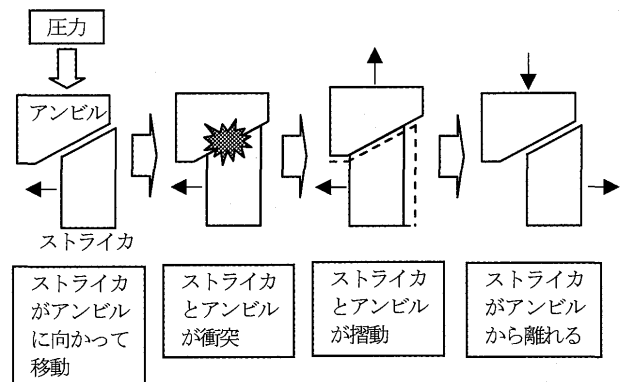 圧力
アンビル
ストライカ
ストライカ
がアンビル
に向かって
移動
ストライカ
とアンビル
が衝突
ストライカ
とアンビル
が摺動
ストライカ
がアンビル
から離れる